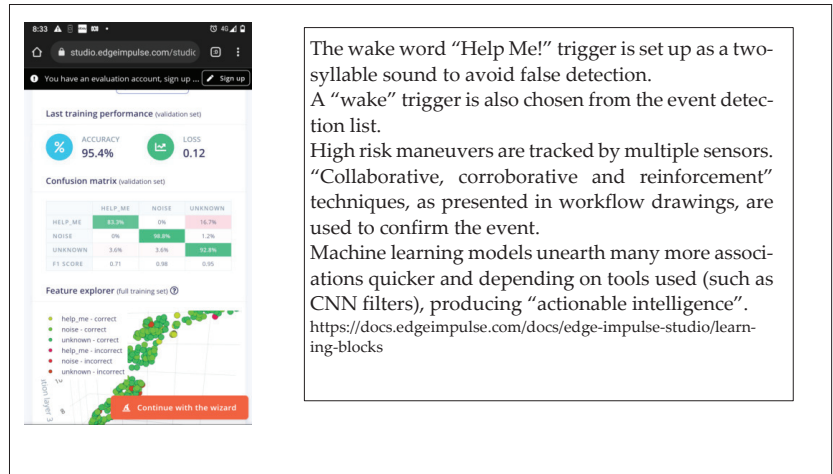 8:33
4G
studio.edgeimpulse.com/studic
:D
You have an evaluation account, sign up ... Sign up
Last training performance (validation set)
% ACCURACY
95.4%
LOSS
0.12
Confusion matrix (validation set)
HELP_ME NOISE UNKNOWN
HELP_ME 83.3% 0% 16.7%
NOISE 0% 98.8% 1.2%
UNKNOWN 3.6% 3.6% 92.8%
F1 SCORE 0.71 0.98 0.95
Feature explorer (full training set) ?
help_me - correct
noise - correct
unknown - correct
help_me - incorrect
noise - incorrect
unknown - incorrect
Continue with the wizard
The wake word “Help Me!” trigger is set up as a two-
syllable sound to avoid false detection.
A “wake” trigger is also chosen from the event detec-
tion list.
High risk maneuvers are tracked by multiple sensors.
“Collaborative, corroborative and reinforcement”
techniques, as presented in workflow drawings, are
used to confirm the event.
Machine learning models unearth many more associ-
ations quicker and depending on tools used (such as
CNN filters), producing “actionable intelligence”.
https://docs.edgeimpulse.com/docs/edge-impulse-studio/learn-
ing-blocks